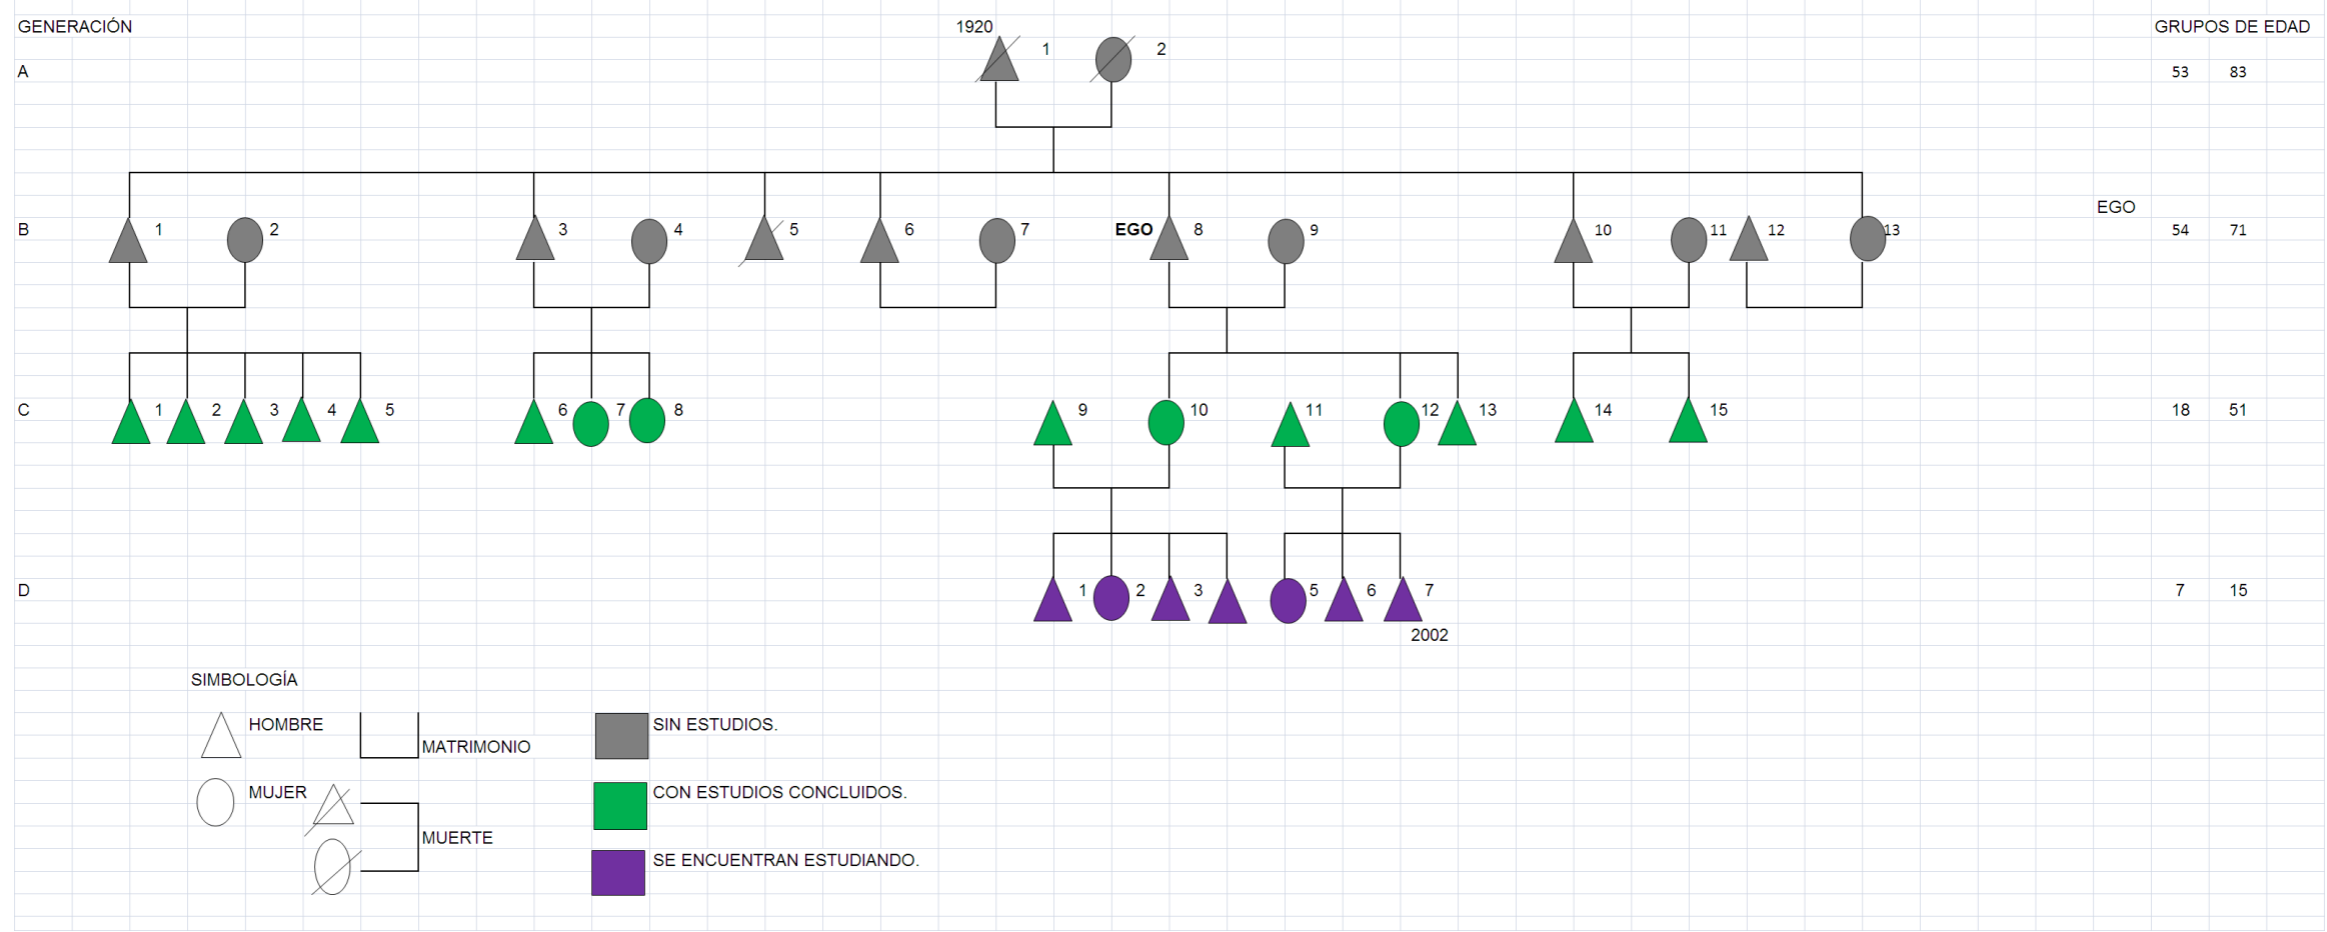 GENERACIÓN
1920
GRUPOS DE EDAD
A
1
2
53 83
EGO
B
1
2
3
4
5
6
7
EGO
8
9
10
11
12
13
54 71
C
1
2
3
4
5
6
7
8
9
10
11
12
13
14
15
18 51
D
1
2
3
5
6
7
7 15
2002
SIMBOLOGÍA
HOMBRE
MATRIMONIO
SIN ESTUDIOS.
MUJER
CON ESTUDIOS CONCLUIDOS.
MUERTE
SE ENCUENTRAN ESTUDIANDO.